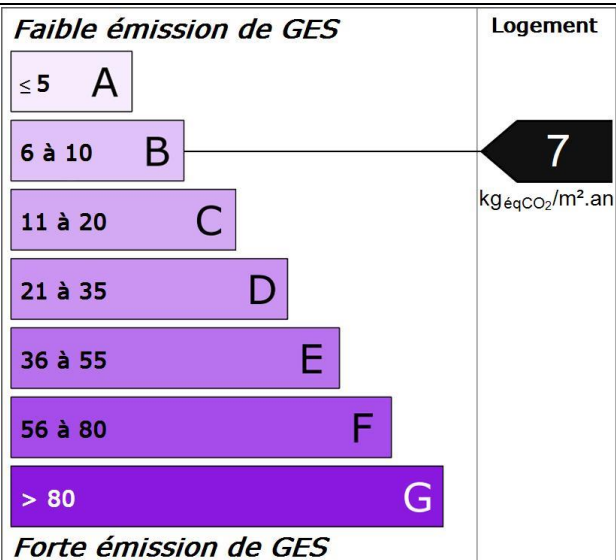 Faible émission de GES
Logement
≤ 5 A
6 à 10 B
7
kgéqCO₂/m².an
11 à 20 C
21 à 35 D
36 à 55 E
56 à 80 F
> 80 G
Forte émission de GES